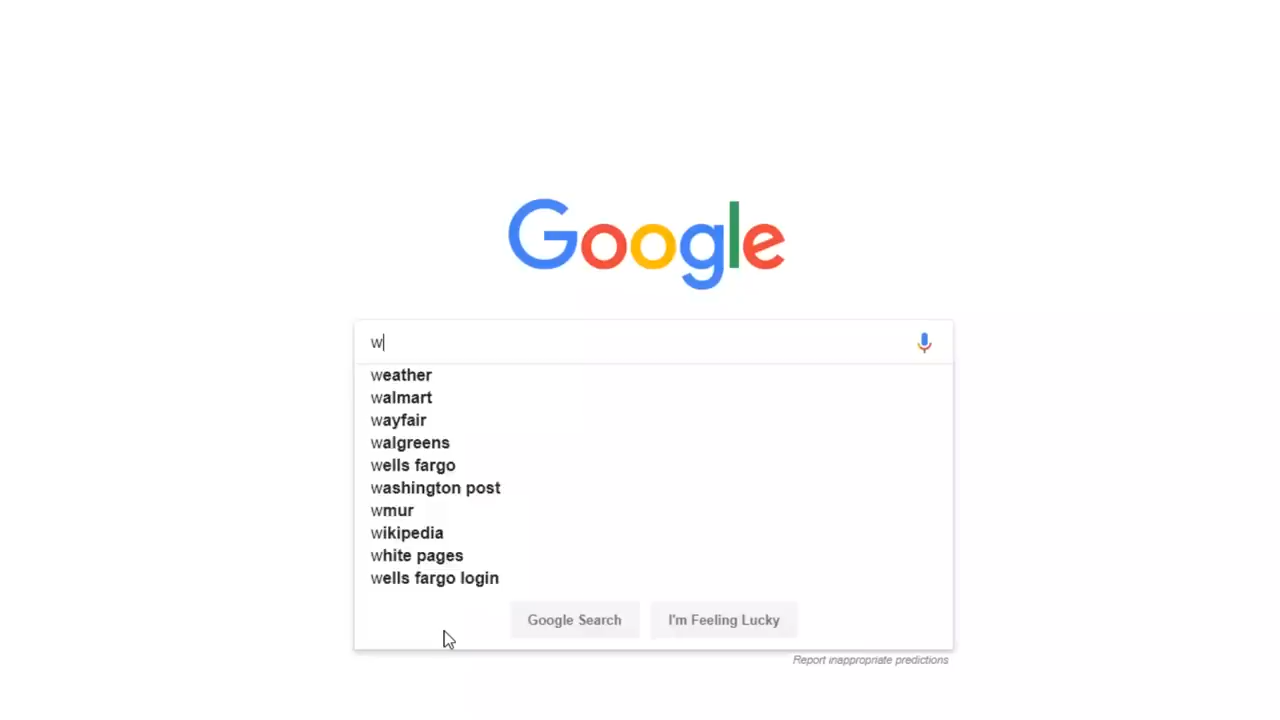 Google
w
weather
walmart
wayfair
walgreens
wells fargo
washington post
wmur
wikipedia
white pages
wells fargo login
Google Search I'm Feeling Lucky
Report inappropriate predictions